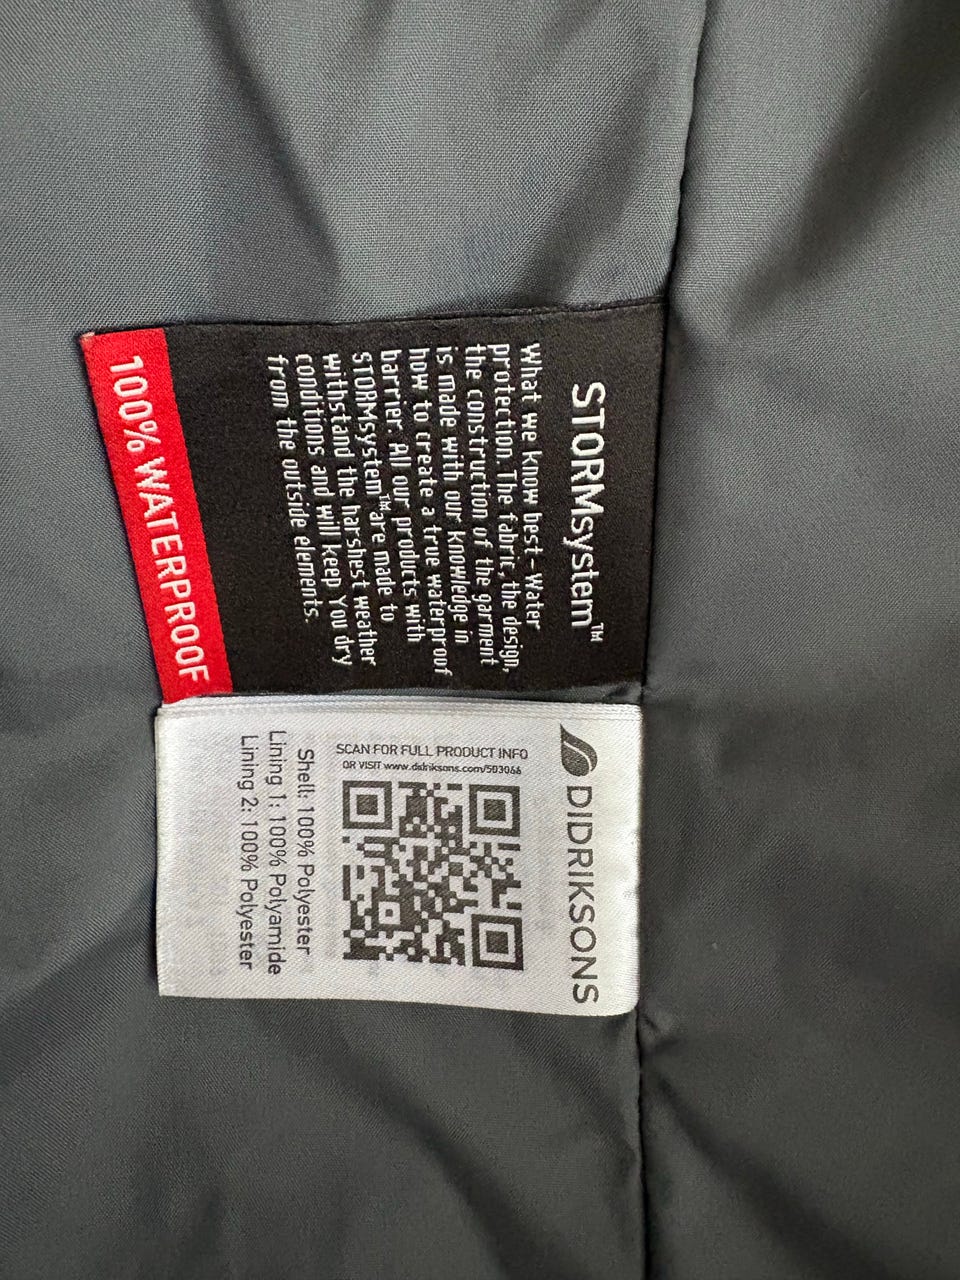 STORMsystem™
What we know best - Water
protection. The fabric, the design,
the construction of the garment
is made with our knowledge in
how to create a true waterproof
barrier. All our products with
STORMsystem™ are made to
withstand the harshest weather
conditions and will keep you dry
from the outside elements.
100% WATERPROOF
DIDRIKSONS
SCAN FOR FULL PRODUCT INFO
OR VISIT www.didriksons.com/503066
Shell: 100% Polyester
Lining 1: 100% Polyamide
Lining 2: 100% Polyester